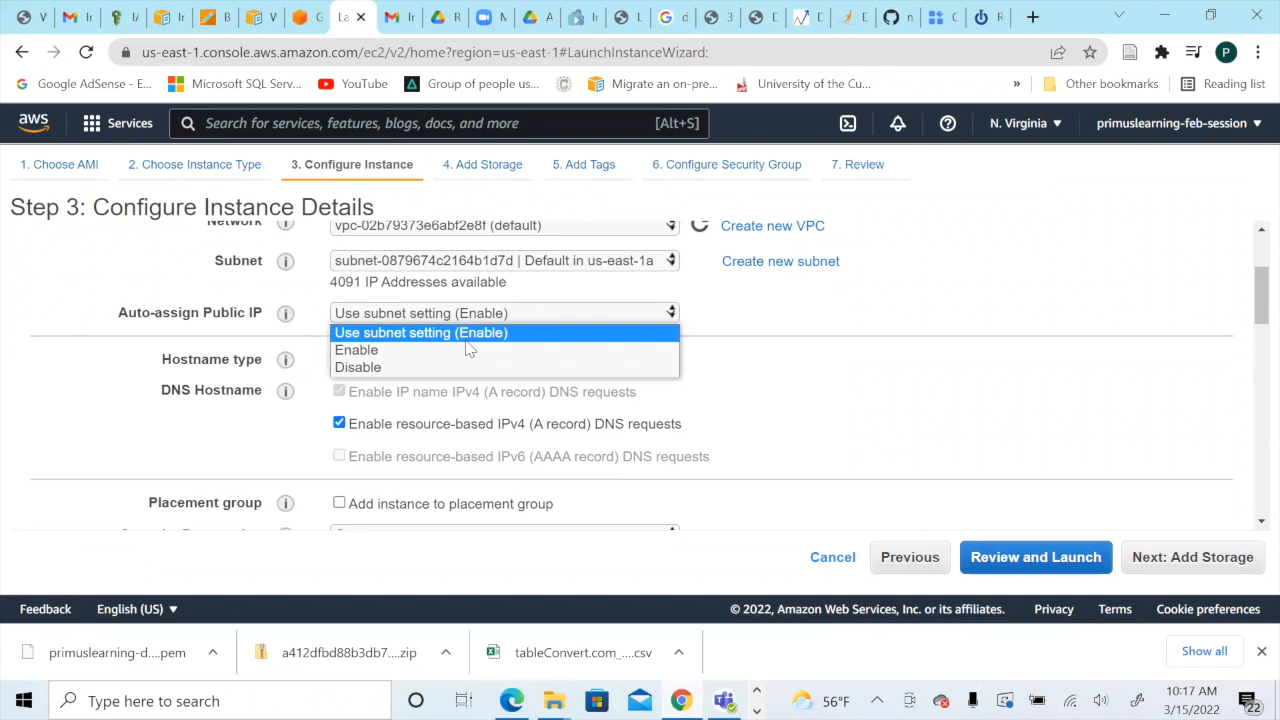 V
M Ir
IA
Ir
B
V
G
La
M Ir
R
M
A
Ir
L
G d
3
D
D
D
n
C
R
us-east-1.console.aws.amazon.com/ec2/v2/home?region=us-east-1#LaunchInstanceWizard:
P
Google AdSense - E...
Microsoft SQL Serv...
YouTube
Group of people us...
Migrate an on-pre...
University of the Cu...
»
Other bookmarks
Reading list
aws
Services
Search for services, features, blogs, docs, and more
[Alt+S]
N. Virginia
primuslearning-feb-session
1. Choose AMI
2. Choose Instance Type
3. Configure Instance
4. Add Storage
5. Add Tags
6. Configure Security Group
7. Review
Step 3: Configure Instance Details
Network
vpc-02b79373e6abf2e8f (default)
Create new VPC
Subnet
subnet-0879674c2164b1d7d | Default in us-east-1a
Create new subnet
4091 IP Addresses available
Auto-assign Public IP
Use subnet setting (Enable)
Use subnet setting (Enable)
Enable
Disable
Hostname type
DNS Hostname
Enable IP name IPv4 (A record) DNS requests
Enable resource-based IPv4 (A record) DNS requests
Enable resource-based IPv6 (AAAA record) DNS requests
Placement group
Add instance to placement group
Cancel
Previous
Review and Launch
Next: Add Storage
Feedback
English (US)
© 2022, Amazon Web Services, Inc. or its affiliates.
Privacy
Terms
Cookie preferences
primuslearning-d....pem
a412dfbd88b3db7....zip
tableConvert.com_....csv
Show all
Type here to search
56°F
10:17 AM
3/15/2022
22